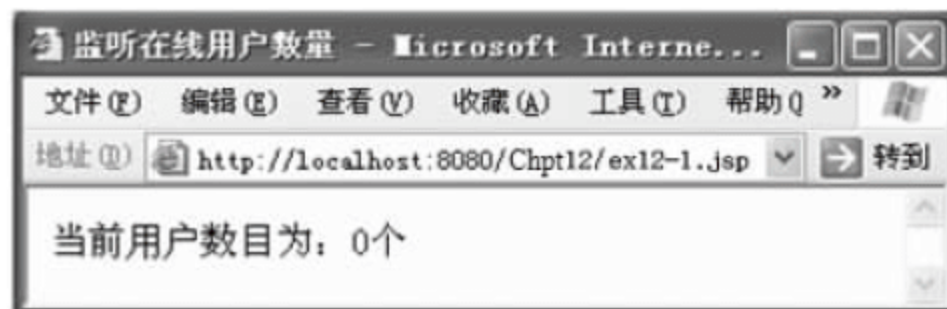 监听在线用户数量 - Microsoft Interne...
文件(F) 编辑(E) 查看(V) 收藏(A) 工具(T) 帮助( »
地址(D) http://localhost:8080/Chpt12/ex12-1.jsp 转到
当前用户数目为：0个